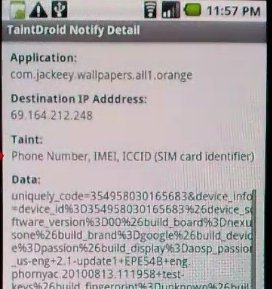 11:57 PM
TaintDroid Notify Detail
Application:
com.jackeey.wallpapers.all1.orange
Destination IP Adddress:
69.164.212.248
Taint:
Phone Number, IMEI, ICCID (SIM card identifier)
Data:
uniquely_code=354958030165683&device_info
=device_id%3D354958030165683%26device_so
ftware_version%3D00%26build_board%3Dnexu
sone%26build_brand%3Dgoogle%26build_devic
e%3Dpassion%26build_display%3Daosp_passion
_us-eng+2.1-update1+EPE54B+eng.
phornyac.20100813.111958+test-
keys%26build_fingerprint%3Dunknown%26build